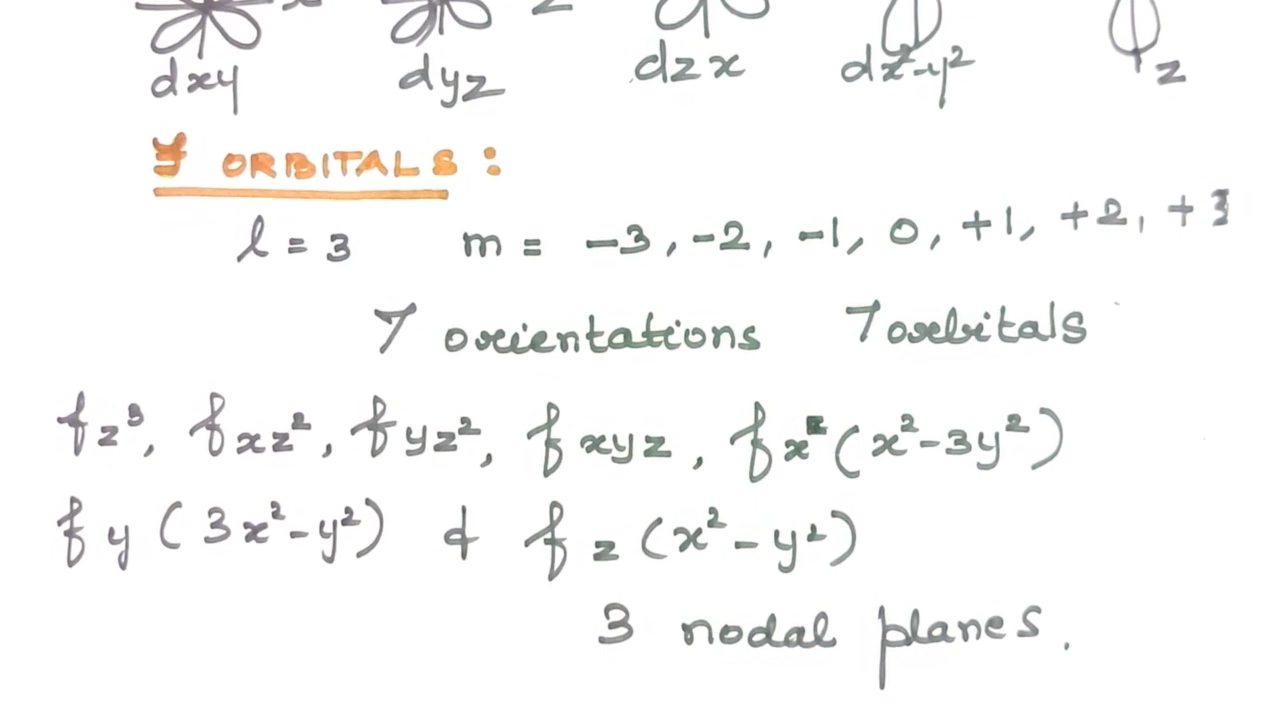 dxy dyz dzx dx²-y² z
f ORBITALS :
l = 3 m = -3, -2, -1, 0, +1, +2, +3
7 orientations 7 orbitals
fz³, fxz², fyz², fxyz, fx(x²-3y²)
fy(3x²-y²) & fz(x²-y²)
3 nodal planes.